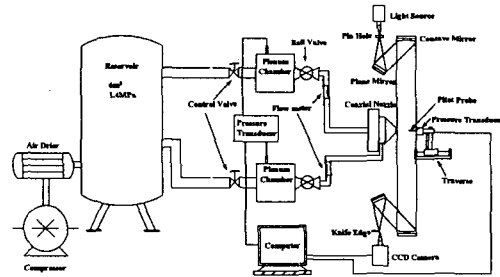 Light Source
Pin Hole
Concave Mirror
Ball Valve
Plenum
Chamber
Reservoir
6m³
1.4MPa
Plane Mirror
Control Valve
Flow meter
Coaxial Nozzle
Pitot Probe
Pressure Transducer
Pressure
Transducer
Air Drier
Plenum
Chamber
Traverse
Knife Edge
Computer
CCD Camera
Compressor